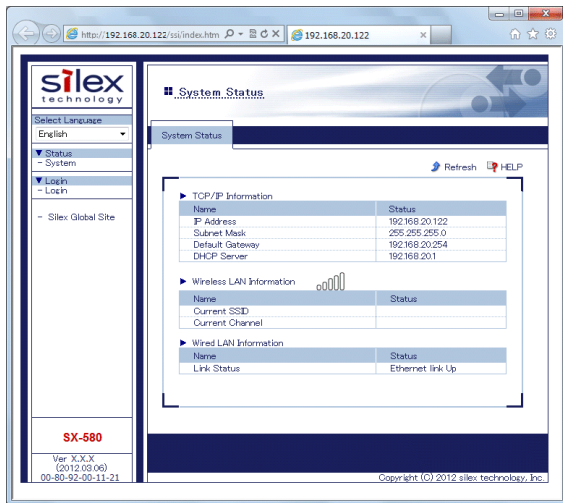 http://192.168.20.122/ssi/index.htm
192.168.20.122
silex
technology
Select Language
English
▼ Status
– System
▼ Login
– Login
– Silex Global Site
SX-580
Ver X.X.X
(2012.03.06)
00-80-92-00-11-21
System Status
System Status
Refresh
HELP
▶ TCP/IP Information
Name Status
IP Address 192.168.20.122
Subnet Mask 255.255.255.0
Default Gateway 192.168.20.254
DHCP Server 192.168.20.1
▶ Wireless LAN Information
Name Status
Current SSID
Current Channel
▶ Wired LAN Information
Name Status
Link Status Ethernet link Up
Copyright (C) 2012 silex technology, Inc.